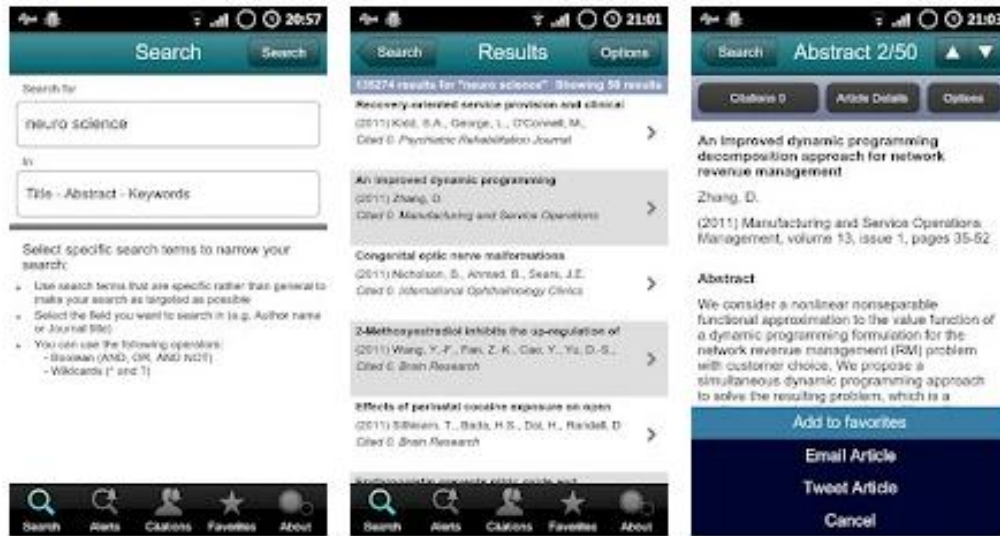 20:57
Search
Search
Search for
neuro science
In
Title - Abstract - Keywords
Select specific search terms to narrow your
search:
Use search terms that are specific rather than general to
make your search as targeted as possible
Select the field you want to search in (e.g. Author name
or Journal title)
You can use the following operators:
- Boolean (AND, OR, AND NOT)
- Wildcards (* and ?)
Search Alerts Citations Favorites About
21:01
Search
Results
Options
135274 results for "neuro science" Showing 50 results
Recovery-oriented service provision and clinical
(2011) Kidd, S.A., George, L., O'Connell, M.,
Cited 0. Psychiatric Rehabilitation Journal
An improved dynamic programming
(2011) Zhang, D.
Cited 0. Manufacturing and Service Operations
Congenital optic nerve malformations
(2011) Nicholson, B., Ahmad, B., Sears, J.E.
Cited 0. International Ophthalmology Clinics
2-Methoxyestradiol inhibits the up-regulation of
(2011) Wang, Y.-F., Pan, Z.-K., Cao, Y., Yu, D.-S.,
Cited 0. Brain Research
Effects of perinatal cocaine exposure on open
(2011) T., Bada, H.S., Dai, H., Randall, D
Cited 0. Brain Research
Search Alerts Citations Favorites About
21:03
Search
Abstract 2/50
Citations 0
Article Details
Options
An improved dynamic programming
decomposition approach for network
revenue management
Zhang, D.
(2011) Manufacturing and Service Operations
Management, volume 13, issue 1, pages 35-52
Abstract
We consider a nonlinear nonseparable
functional approximation to the value function of
a dynamic programming formulation for the
network revenue management (RM) problem
with customer choice. We propose a
simultaneous dynamic programming approach
to solve the resulting problem, which is a
Add to favorites
Email Article
Tweet Article
Cancel